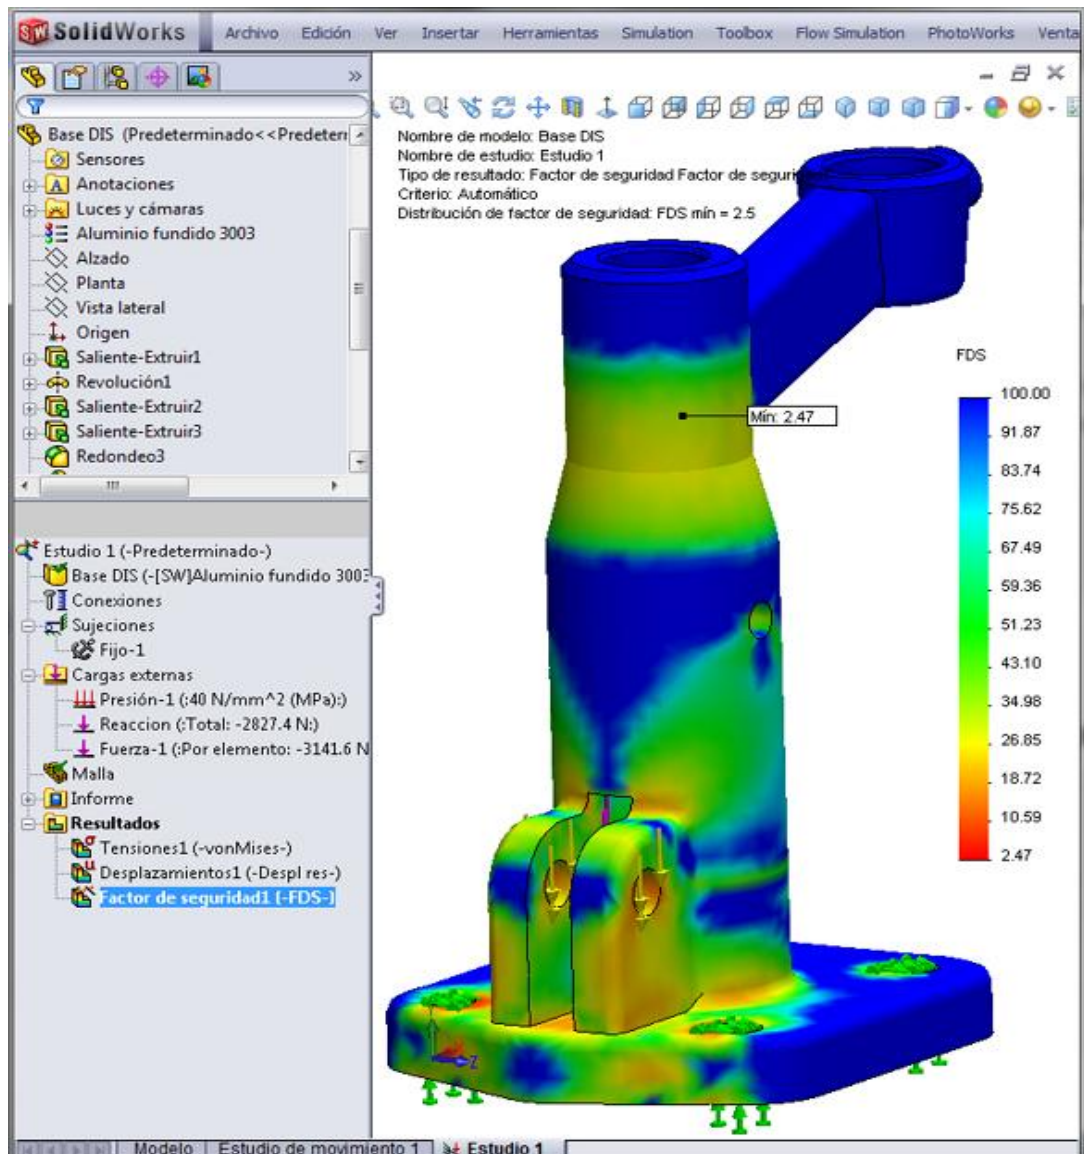 SolidWorks Archivo Edición Ver Insertar Herramientas Simulation Toolbox Flow Simulation PhotoWorks Venta
Base DIS (Predeterminado<<Predeterr
Sensores
Anotaciones
Luces y cámaras
Aluminio fundido 3003
Alzado
Planta
Vista lateral
Origen
Saliente-Extruir1
Revolución1
Saliente-Extruir2
Saliente-Extruir3
Redondeo3
Estudio 1 (-Predeterminado-)
Base DIS (-[SW]Aluminio fundido 3003
Conexiones
Sujeciones
Fijo-1
Cargas externas
Presión-1 (:40 N/mm^2 (MPa):)
Reaccion (:Total: -2827.4 N:)
Fuerza-1 (:Por elemento: -3141.6 N
Malla
Informe
Resultados
Tensiones1 (-vonMises-)
Desplazamientos1 (-Despl res-)
Factor de seguridad1 (-FDS-)
Nombre de modelo: Base DIS
Nombre de estudio: Estudio 1
Tipo de resultado: Factor de seguridad Factor de seguri
Criterio: Automático
Distribución de factor de seguridad: FDS mín = 2.5
Mín: 2.47
FDS
100.00
91.87
83.74
75.62
67.49
59.36
51.23
43.10
34.98
26.85
18.72
10.59
2.47
Z
Modelo Estudio de movimiento 1 Estudio 1